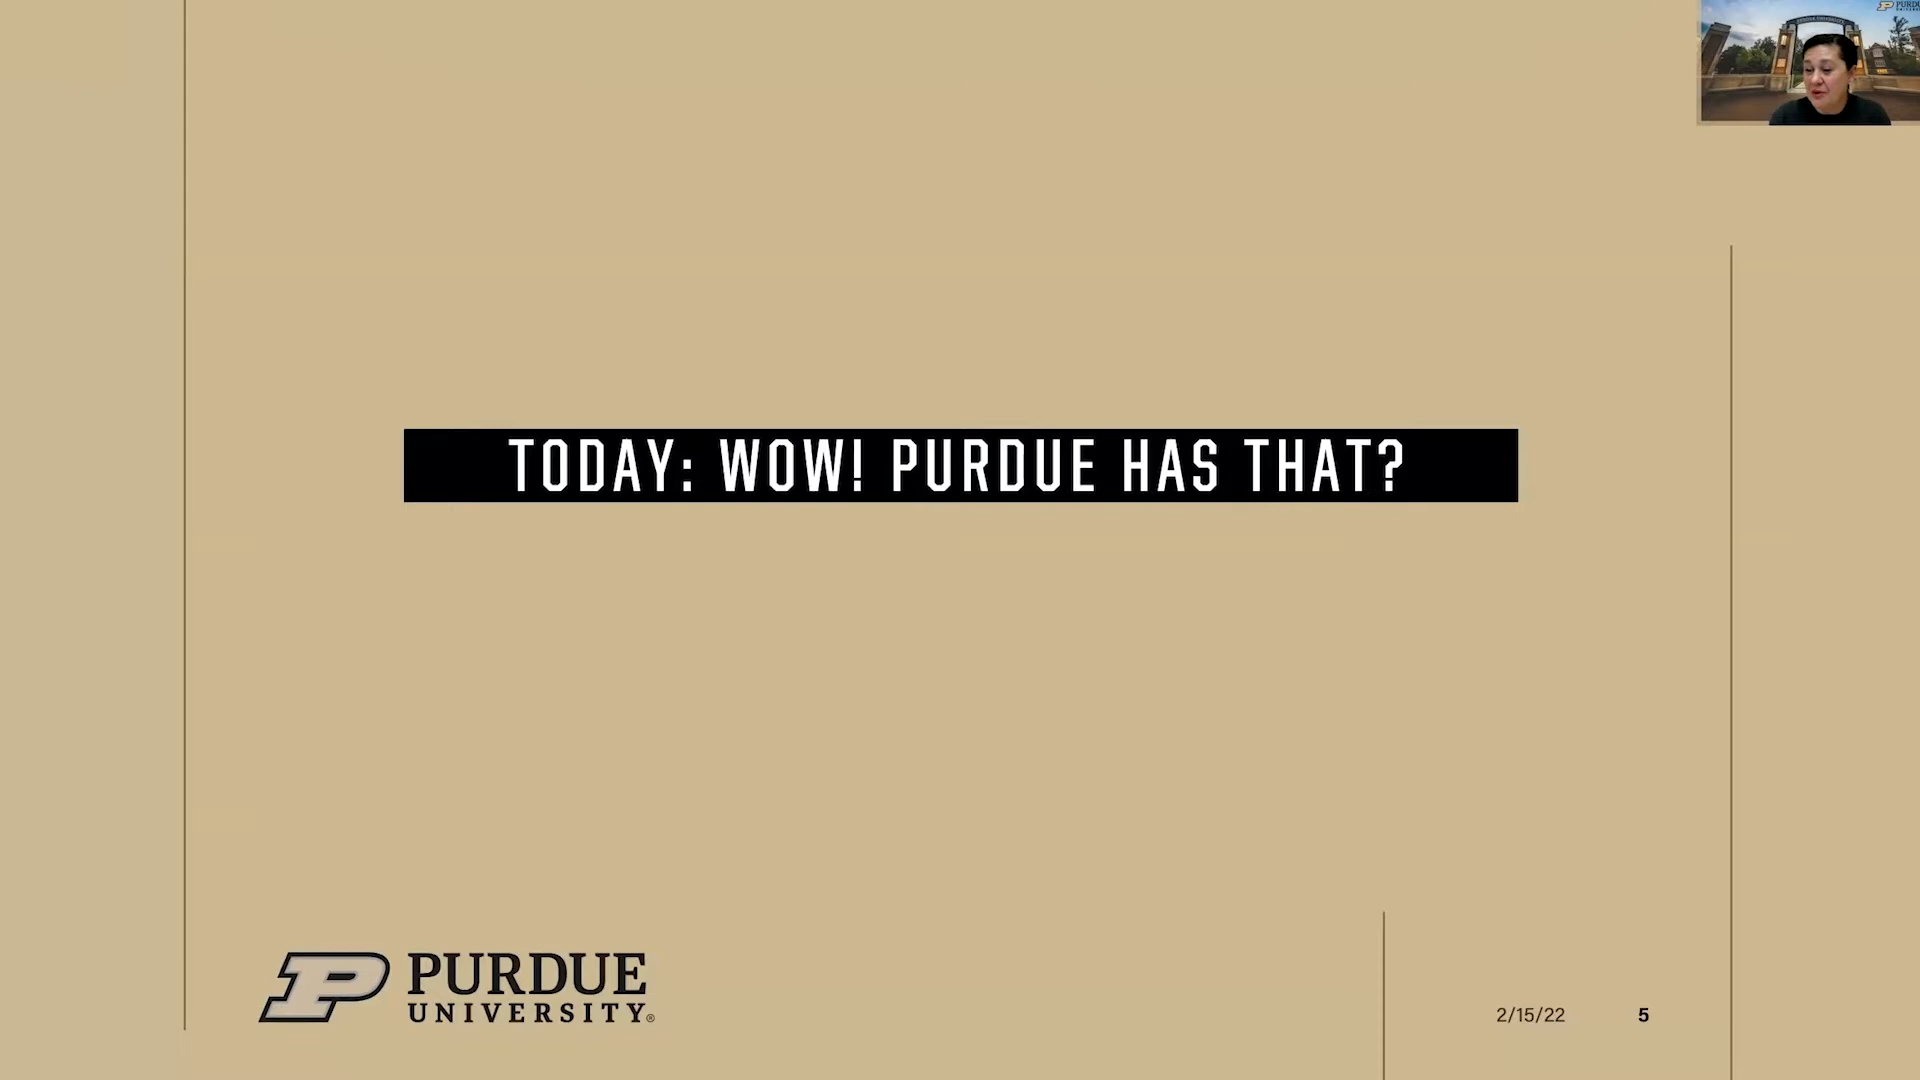 TODAY: WOW! PURDUE HAS THAT?
PURDUE
UNIVERSITY®
2/15/22
5